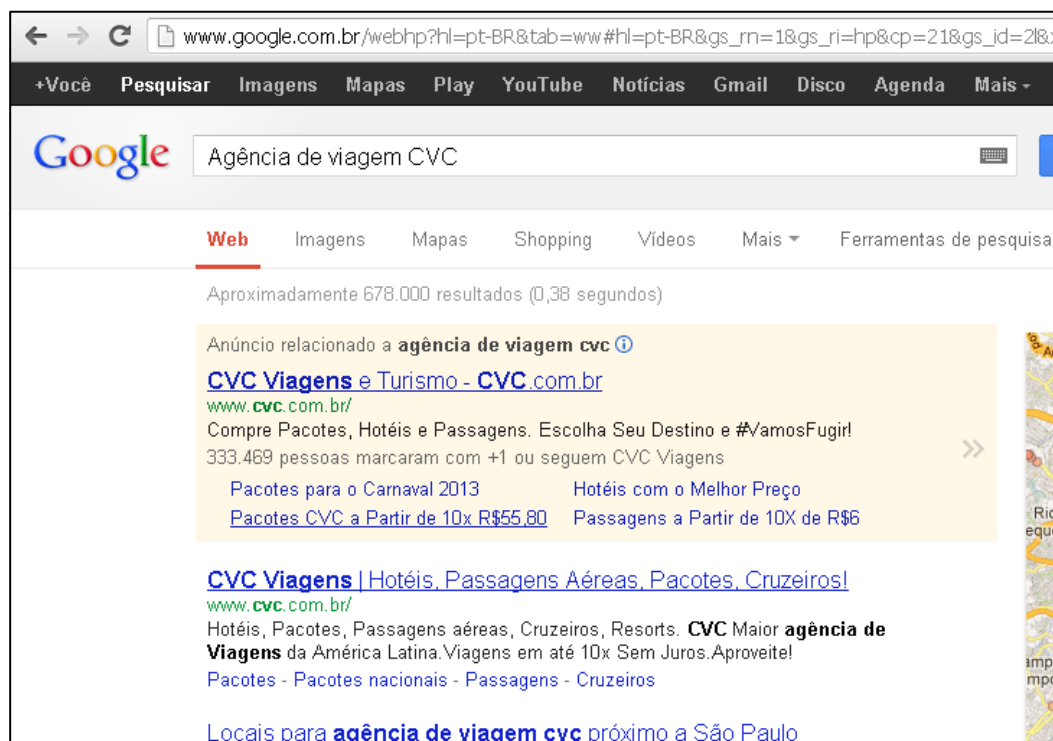 www.google.com.br/webhp?hl=pt-BR&tab=ww#hl=pt-BR&gs_rn=1&gs_ri=hp&cp=21&gs_id=2l&
+Você Pesquisar Imagens Mapas Play YouTube Notícias Gmail Disco Agenda Mais
Google Agência de viagem CVC
Web Imagens Mapas Shopping Vídeos Mais Ferramentas de pesquisa
Aproximadamente 678.000 resultados (0,38 segundos)
Anúncio relacionado a agência de viagem cvc
CVC Viagens e Turismo - CVC.com.br
www.cvc.com.br/
Compre Pacotes, Hotéis e Passagens. Escolha Seu Destino e #VamosFugir!
333.469 pessoas marcaram com +1 ou seguem CVC Viagens
Pacotes para o Carnaval 2013 Hotéis com o Melhor Preço
Pacotes CVC a Partir de 10x R$55,80 Passagens a Partir de 10X de R$6
CVC Viagens | Hotéis, Passagens Aéreas, Pacotes, Cruzeiros!
www.cvc.com.br/
Hotéis, Pacotes, Passagens aéreas, Cruzeiros, Resorts. CVC Maior agência de
Viagens da América Latina.Viagens em até 10x Sem Juros.Aproveite!
Pacotes - Pacotes nacionais - Passagens - Cruzeiros
Locais para agência de viagem cvc próximo a São Paulo